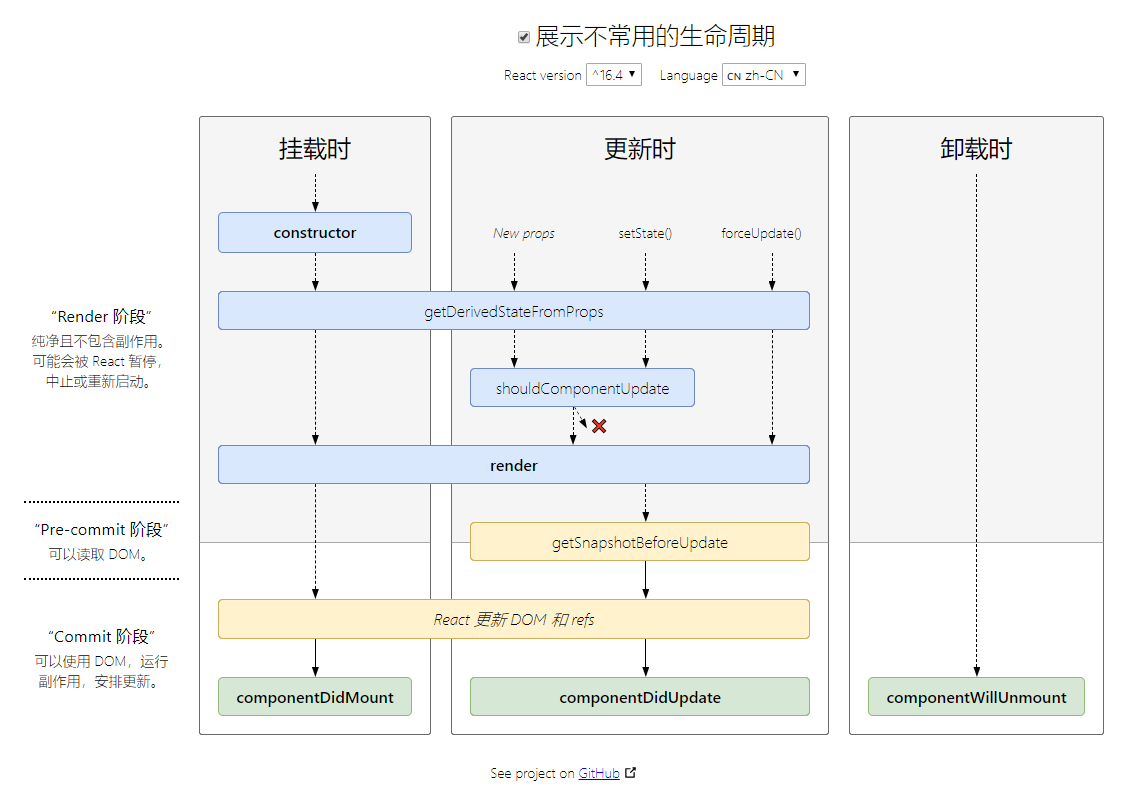 展示不常用的生命周期
React version ^16.4 Language CN zh-CN
挂载时
更新时
卸载时
constructor
New props
setState()
forceUpdate()
“Render 阶段”
纯净且不包含副作用。
可能会被 React 暂停，
中止或重新启动。
getDerivedStateFromProps
shouldComponentUpdate
render
“Pre-commit 阶段”
可以读取 DOM。
getSnapshotBeforeUpdate
“Commit 阶段”
可以使用 DOM，运行
副作用，安排更新。
React 更新 DOM 和 refs
componentDidMount
componentDidUpdate
componentWillUnmount
See project on GitHub